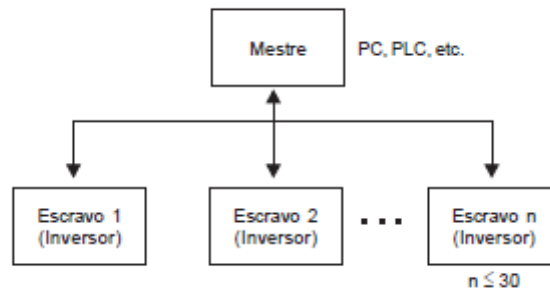 Mestre
PC, PLC, etc.
Escravo 1
(Inversor)
Escravo 2
(Inversor)
...
Escravo n
(Inversor)
n ≤ 30